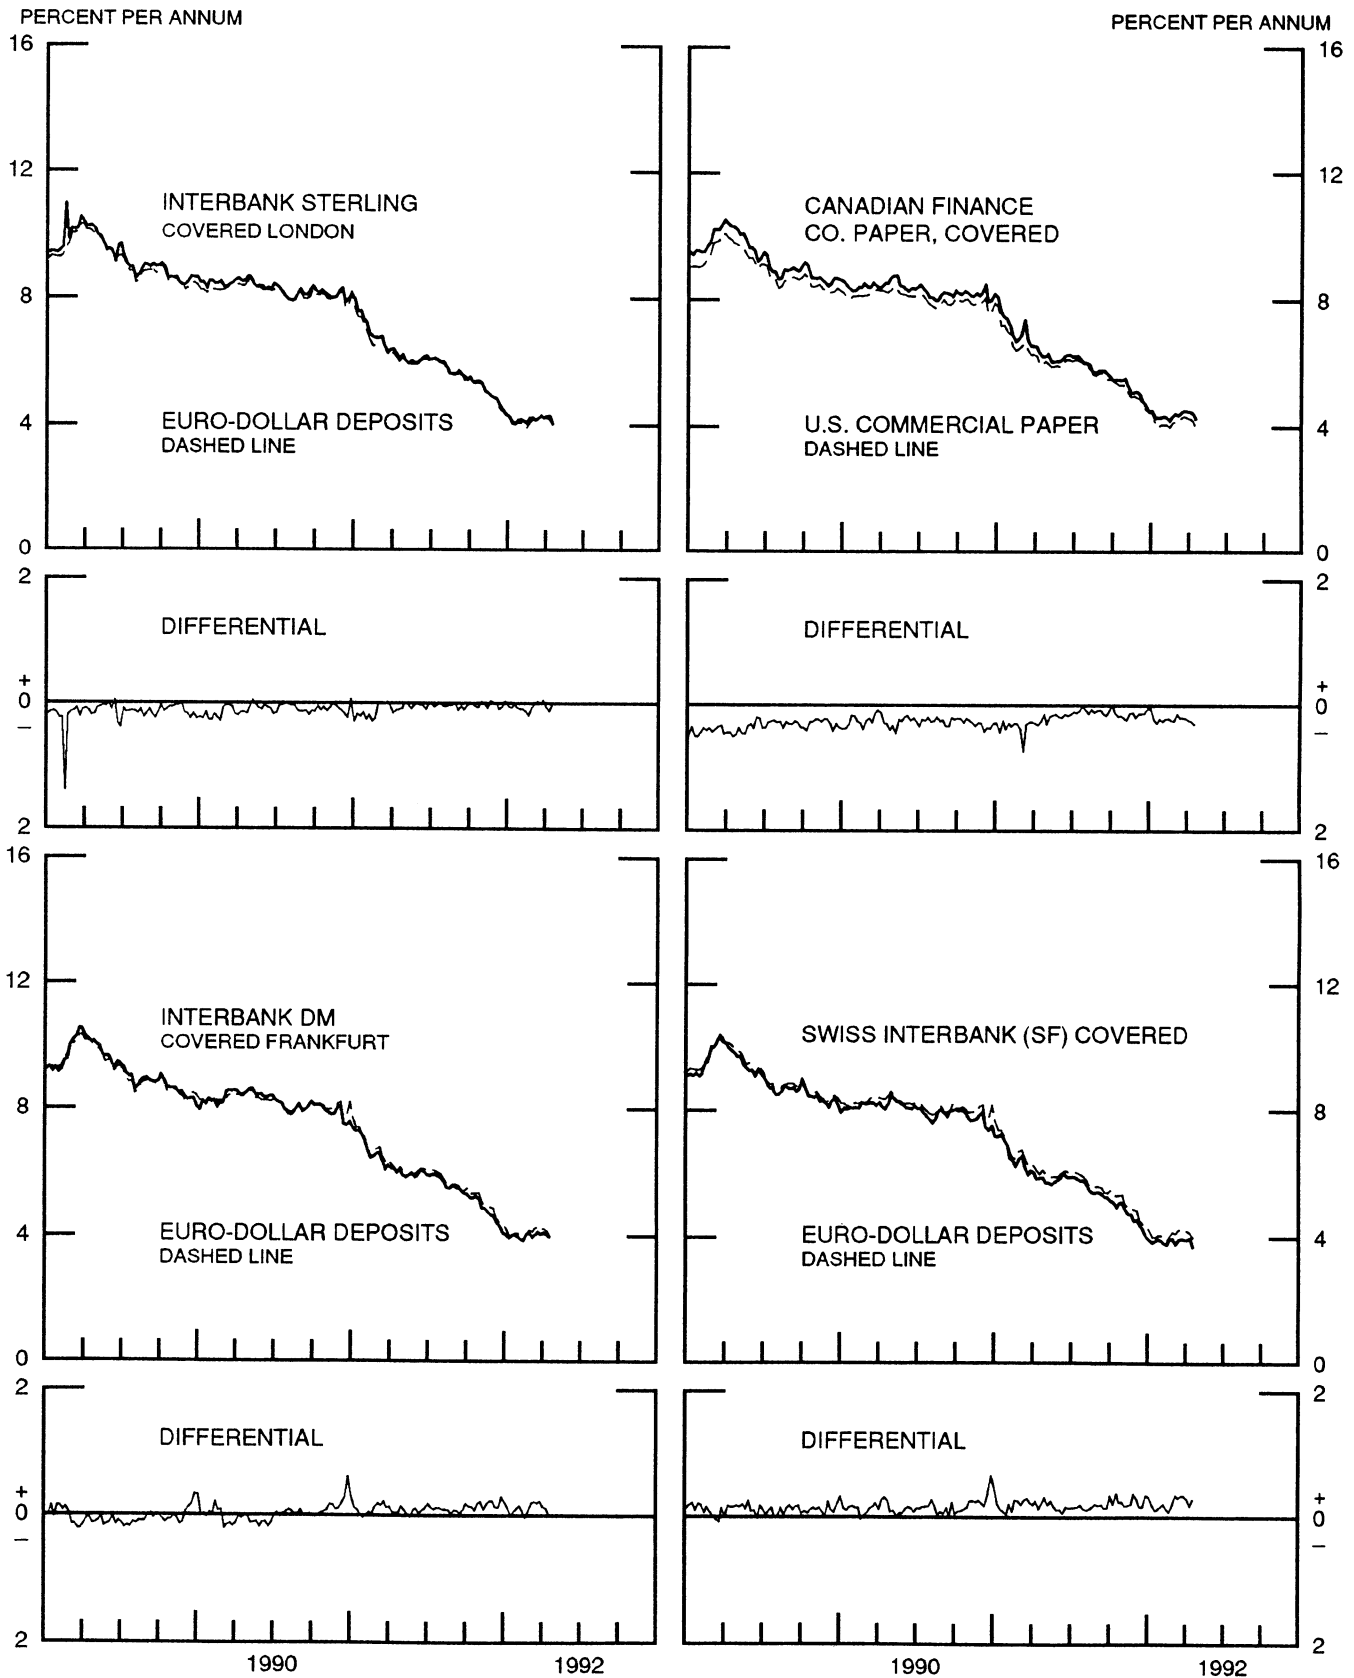 PERCENT PER ANNUM
PERCENT PER ANNUM
16
12
8
4
0
INTERBANK STERLING
COVERED LONDON
EURO-DOLLAR DEPOSITS
DASHED LINE
CANADIAN FINANCE
CO. PAPER, COVERED
U.S. COMMERCIAL PAPER
DASHED LINE
16
12
8
4
0
2
+
0
–
2
DIFFERENTIAL
DIFFERENTIAL
2
+
0
–
2
16
12
8
4
0
INTERBANK DM
COVERED FRANKFURT
EURO-DOLLAR DEPOSITS
DASHED LINE
SWISS INTERBANK (SF) COVERED
EURO-DOLLAR DEPOSITS
DASHED LINE
16
12
8
4
0
2
+
0
–
2
DIFFERENTIAL
DIFFERENTIAL
2
+
0
–
2
1990 1992
1990 1992